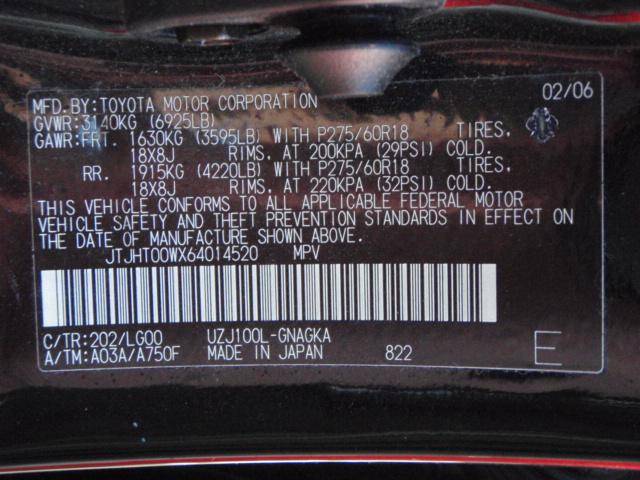 MFD.BY:TOYOTA MOTOR CORPORATION 02/06
GVWR:3140KG (6925LB)
GAWR:FRT. 1630KG (3595LB) WITH P275/60R18 TIRES,
18X8J RIMS, AT 200KPA (29PSI) COLD.
RR. 1915KG (4220LB) WITH P275/60R18 TIRES,
18X8J RIMS, AT 220KPA (32PSI) COLD.
THIS VEHICLE CONFORMS TO ALL APPLICABLE FEDERAL MOTOR
VEHICLE SAFETY AND THEFT PREVENTION STANDARDS IN EFFECT ON
THE DATE OF MANUFACTURE SHOWN ABOVE.
JTJHT00WX64014520 MPV
C/TR:202/LG00 UZJ100L-GNAGKA
A/TM:A03A/A750F MADE IN JAPAN 822 E